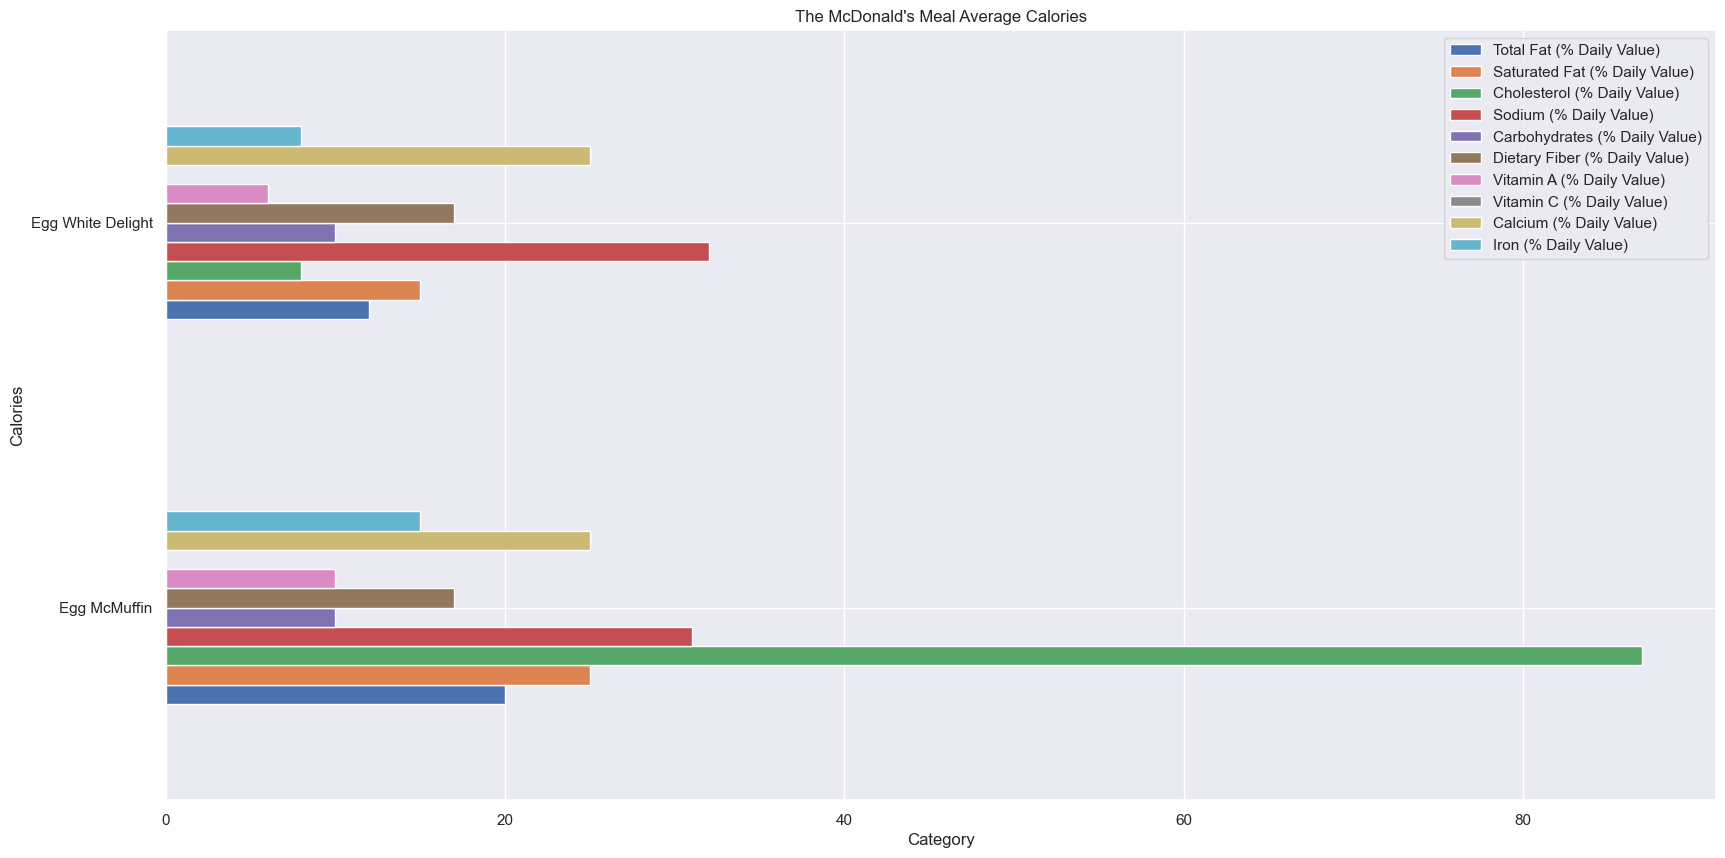 The McDonald's Meal Average Calories
Total Fat (% Daily Value)
Saturated Fat (% Daily Value)
Cholesterol (% Daily Value)
Sodium (% Daily Value)
Carbohydrates (% Daily Value)
Dietary Fiber (% Daily Value)
Vitamin A (% Daily Value)
Vitamin C (% Daily Value)
Calcium (% Daily Value)
Iron (% Daily Value)
Egg White Delight
Calories
Egg McMuffin
0 20 40 60 80
Category